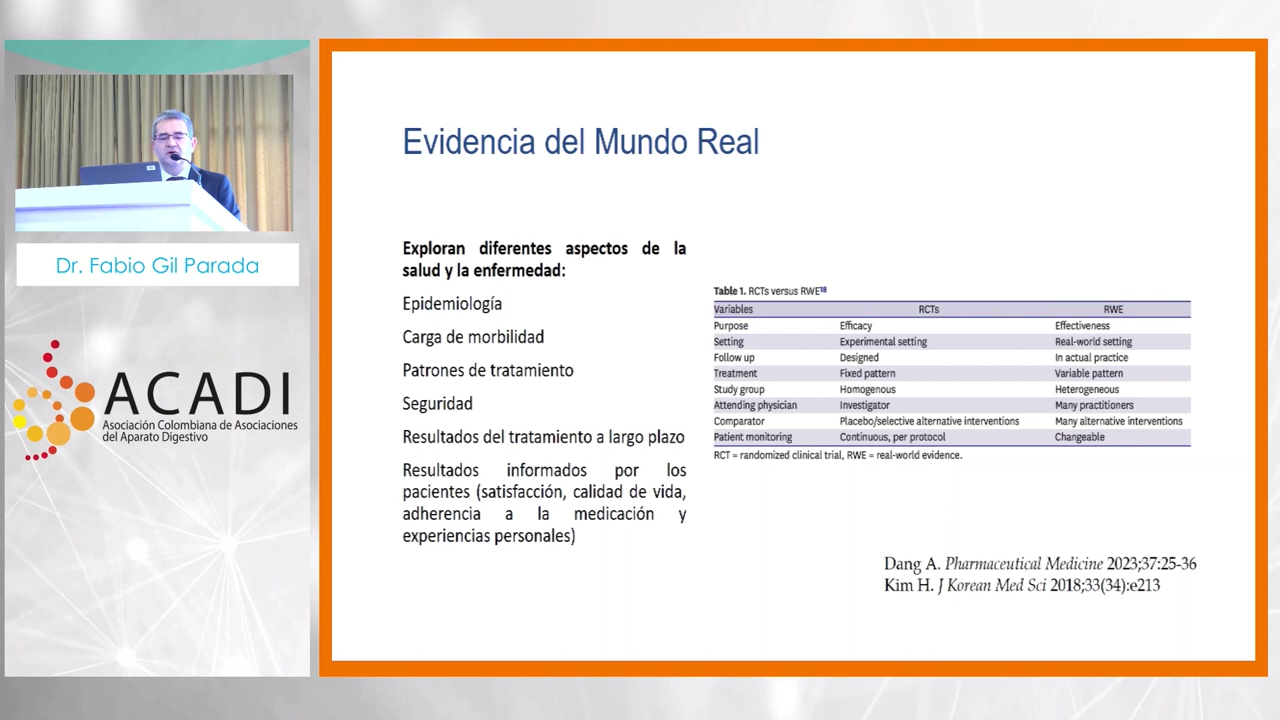 Dr. Fabio Gil Parada
ACADI
Asociación Colombiana de Asociaciones
del Aparato Digestivo
Evidencia del Mundo Real
Exploran diferentes aspectos de la
salud y la enfermedad:
Epidemiología
Carga de morbilidad
Patrones de tratamiento
Seguridad
Resultados del tratamiento a largo plazo
Resultados informados por los
pacientes (satisfacción, calidad de vida,
adherencia a la medicación y
experiencias personales)
Table 1. RCTs versus RWE18
Variables RCTs RWE
Purpose Efficacy Effectiveness
Setting Experimental setting Real-world setting
Follow up Designed In actual practice
Treatment Fixed pattern Variable pattern
Study group Homogenous Heterogeneous
Attending physician Investigator Many practitioners
Comparator Placebo/selective alternative interventions Many alternative interventions
Patient monitoring Continuous, per protocol Changeable
RCT = randomized clinical trial, RWE = real-world evidence.
Dang A. Pharmaceutical Medicine 2023;37:25-36
Kim H. J Korean Med Sci 2018;33(34):e213